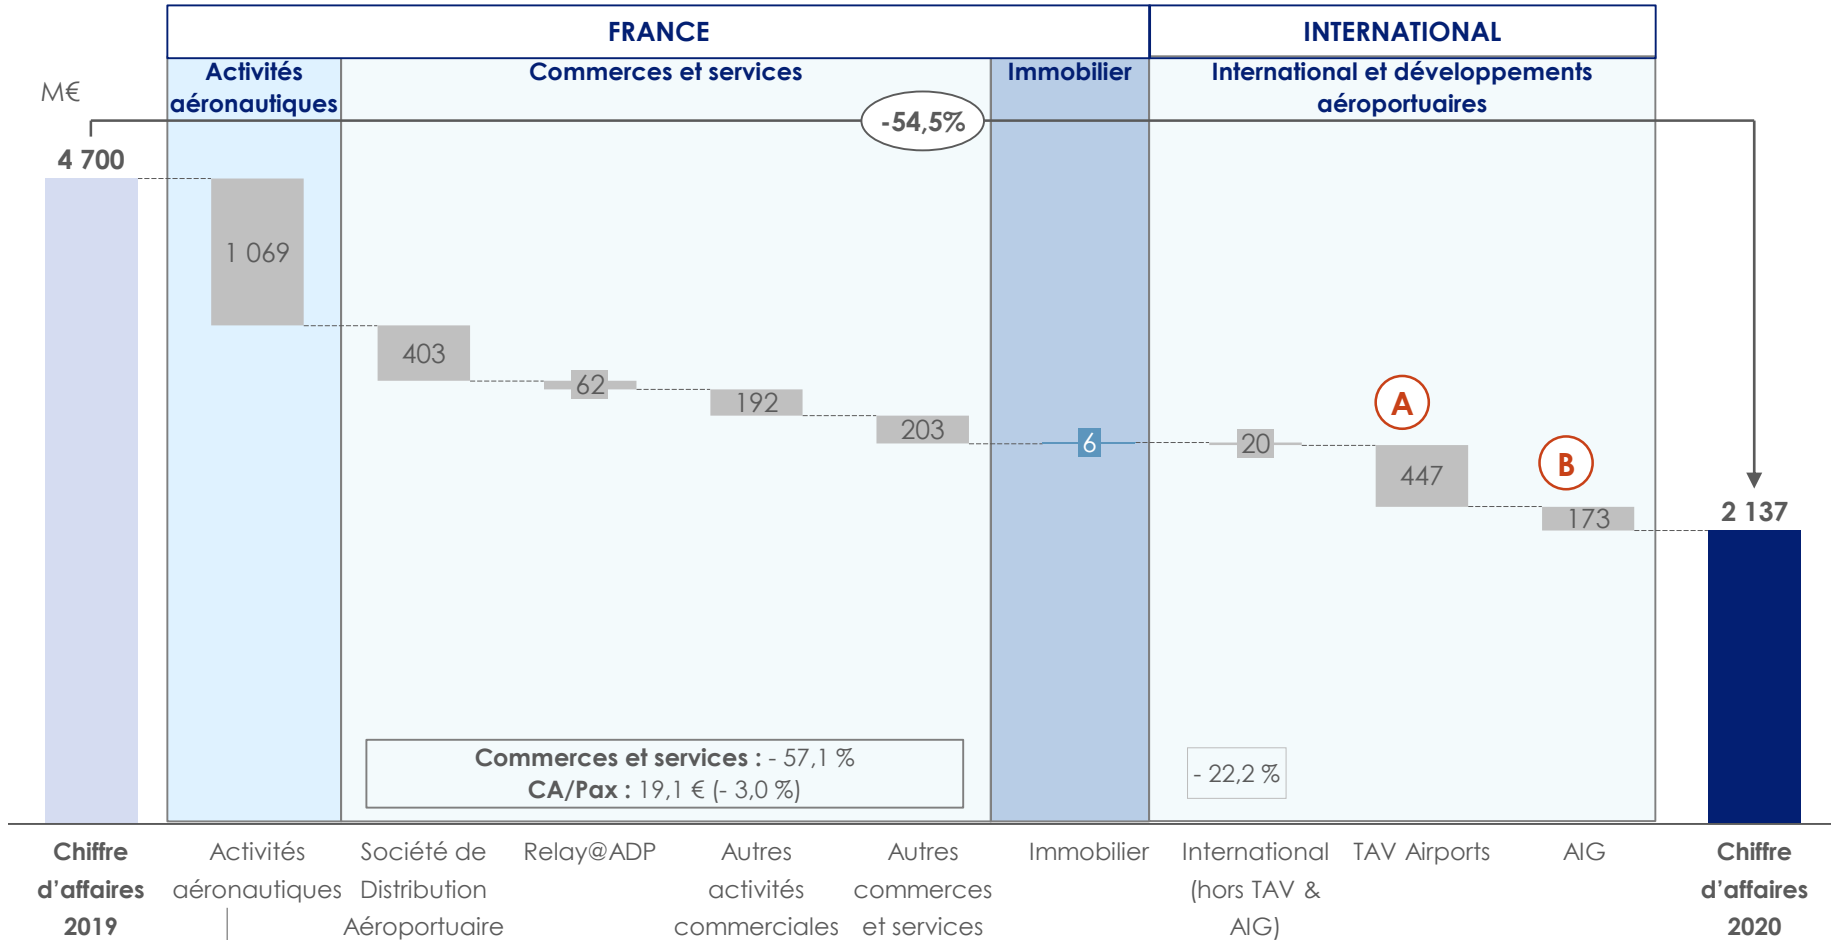 FRANCE
INTERNATIONAL
Activités
aéronautiques
Commerces et services
Immobilier
International et développements
aéroportuaires
M€
-54,5%
4 700
1 069
403
62
192
203
6
20
A
447
B
173
2 137
Commerces et services : - 57,1 %
CA/Pax : 19,1 € (- 3,0 %)
- 22,2 %
Chiffre
d’affaires
2019
Activités
aéronautiques
Société de
Distribution
Aéroportuaire
Relay@ADP
Autres
activités
commerciales
Autres
commerces
et services
Immobilier
International
(hors TAV &
AIG)
TAV Airports
AIG
Chiffre
d’affaires
2020